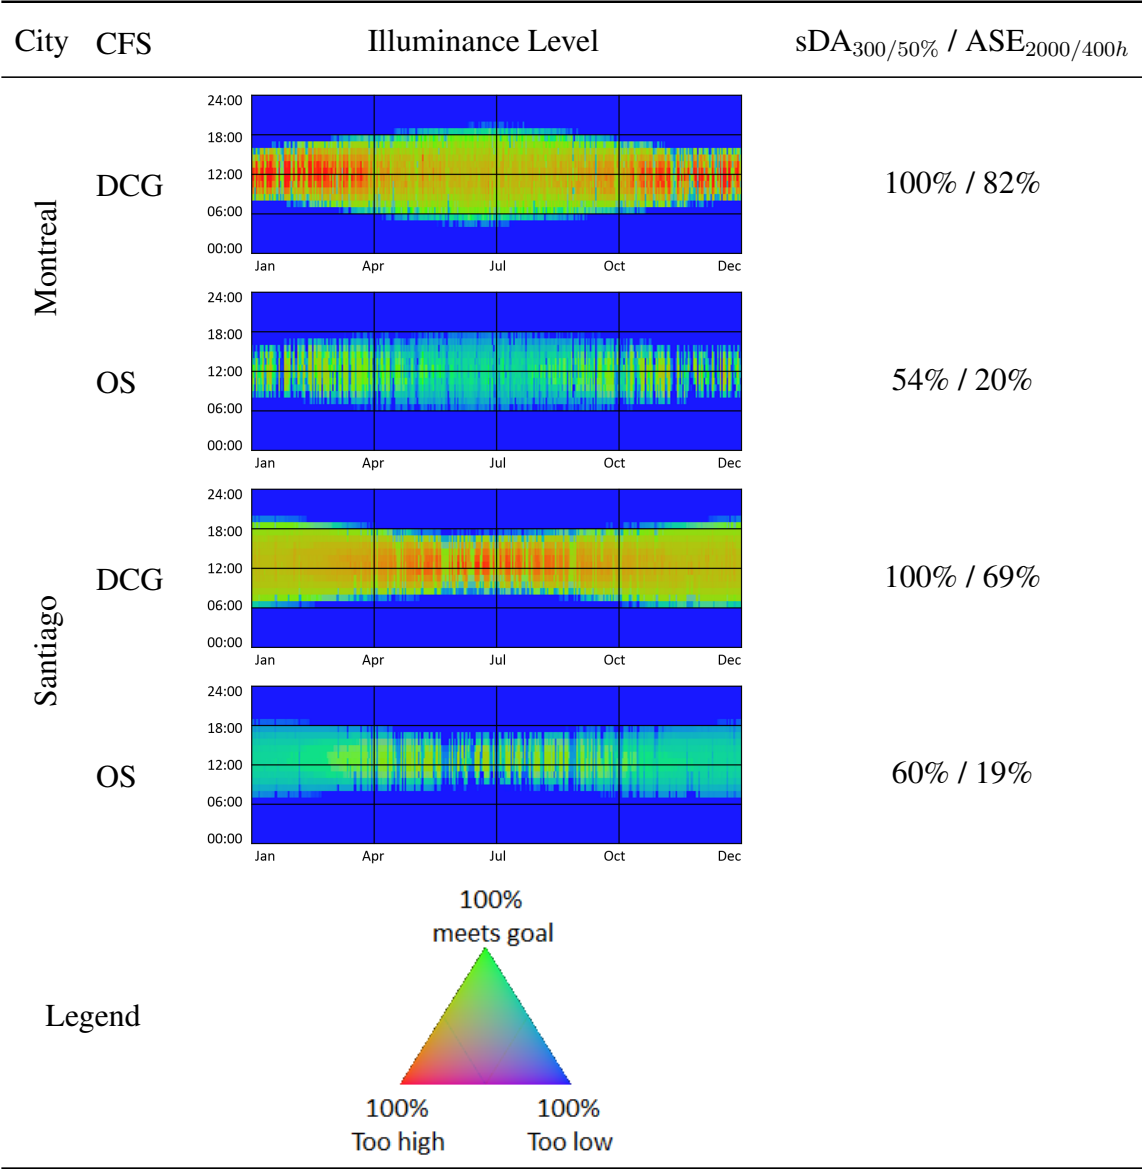 City CFS Illuminance Level sDA300/50% / ASE2000/400h
Montreal
DCG
24:00
18:00
12:00
06:00
00:00
Jan Apr Jul Oct Dec
100% / 82%
OS
24:00
18:00
12:00
06:00
00:00
Jan Apr Jul Oct Dec
54% / 20%
Santiago
DCG
24:00
18:00
12:00
06:00
00:00
Jan Apr Jul Oct Dec
100% / 69%
OS
24:00
18:00
12:00
06:00
00:00
Jan Apr Jul Oct Dec
60% / 19%
Legend
100%
meets goal
100%
Too high
100%
Too low